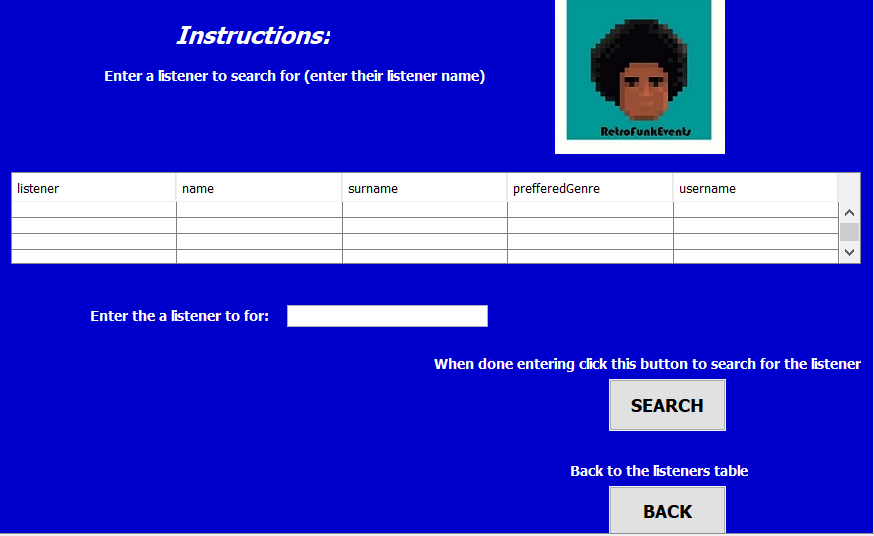 Instructions:
Enter a listener to search for (enter their listener name)
RetroFunkEvents
listener name surname prefferedGenre username
Enter the a listener to for:
When done entering click this button to search for the listener
SEARCH
Back to the listeners table
BACK